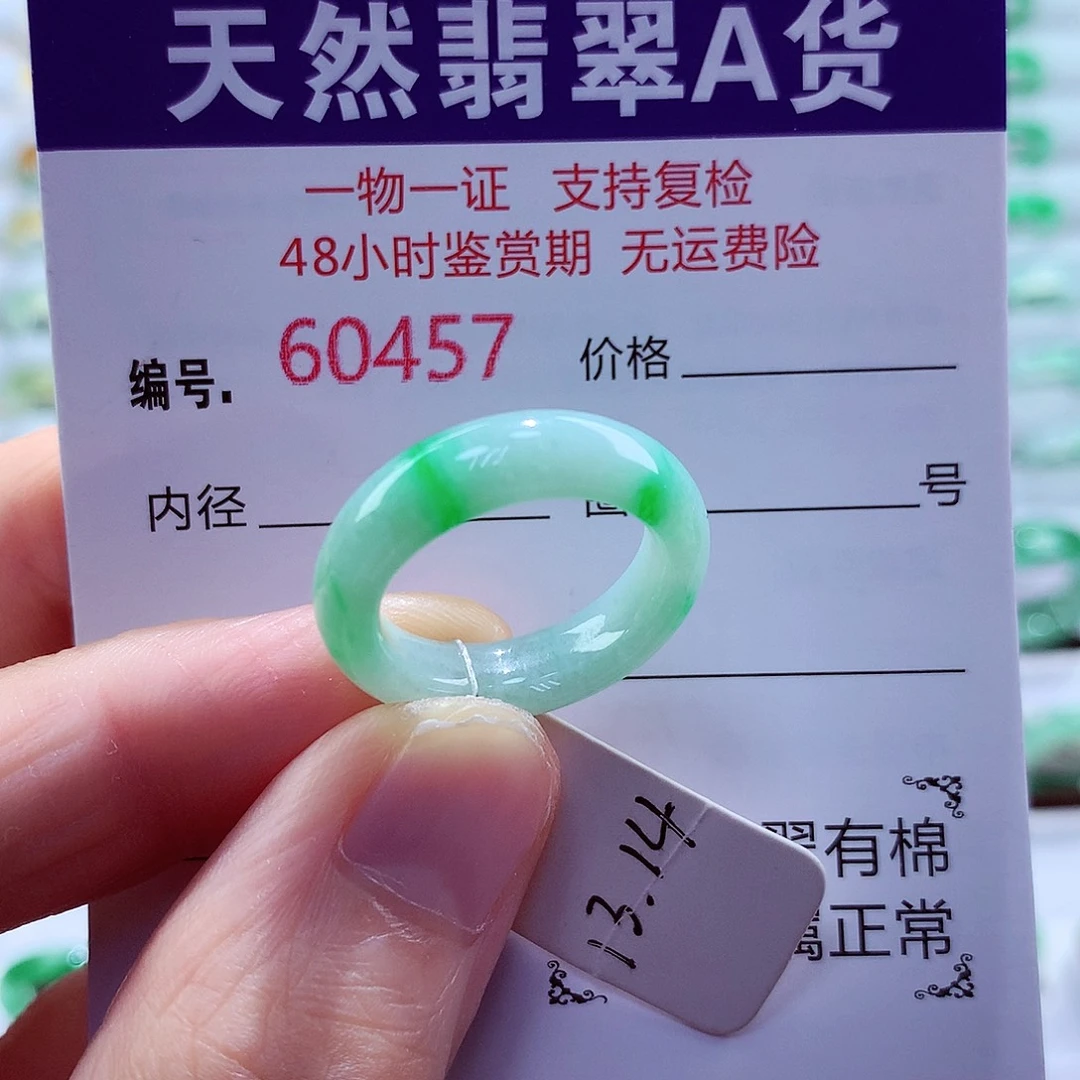 天然翡翠A货
一物一证 支持复检
48小时鉴赏期 无运费险
编号. 60457 价格
内径 号
翠有棉
属正常
13.14